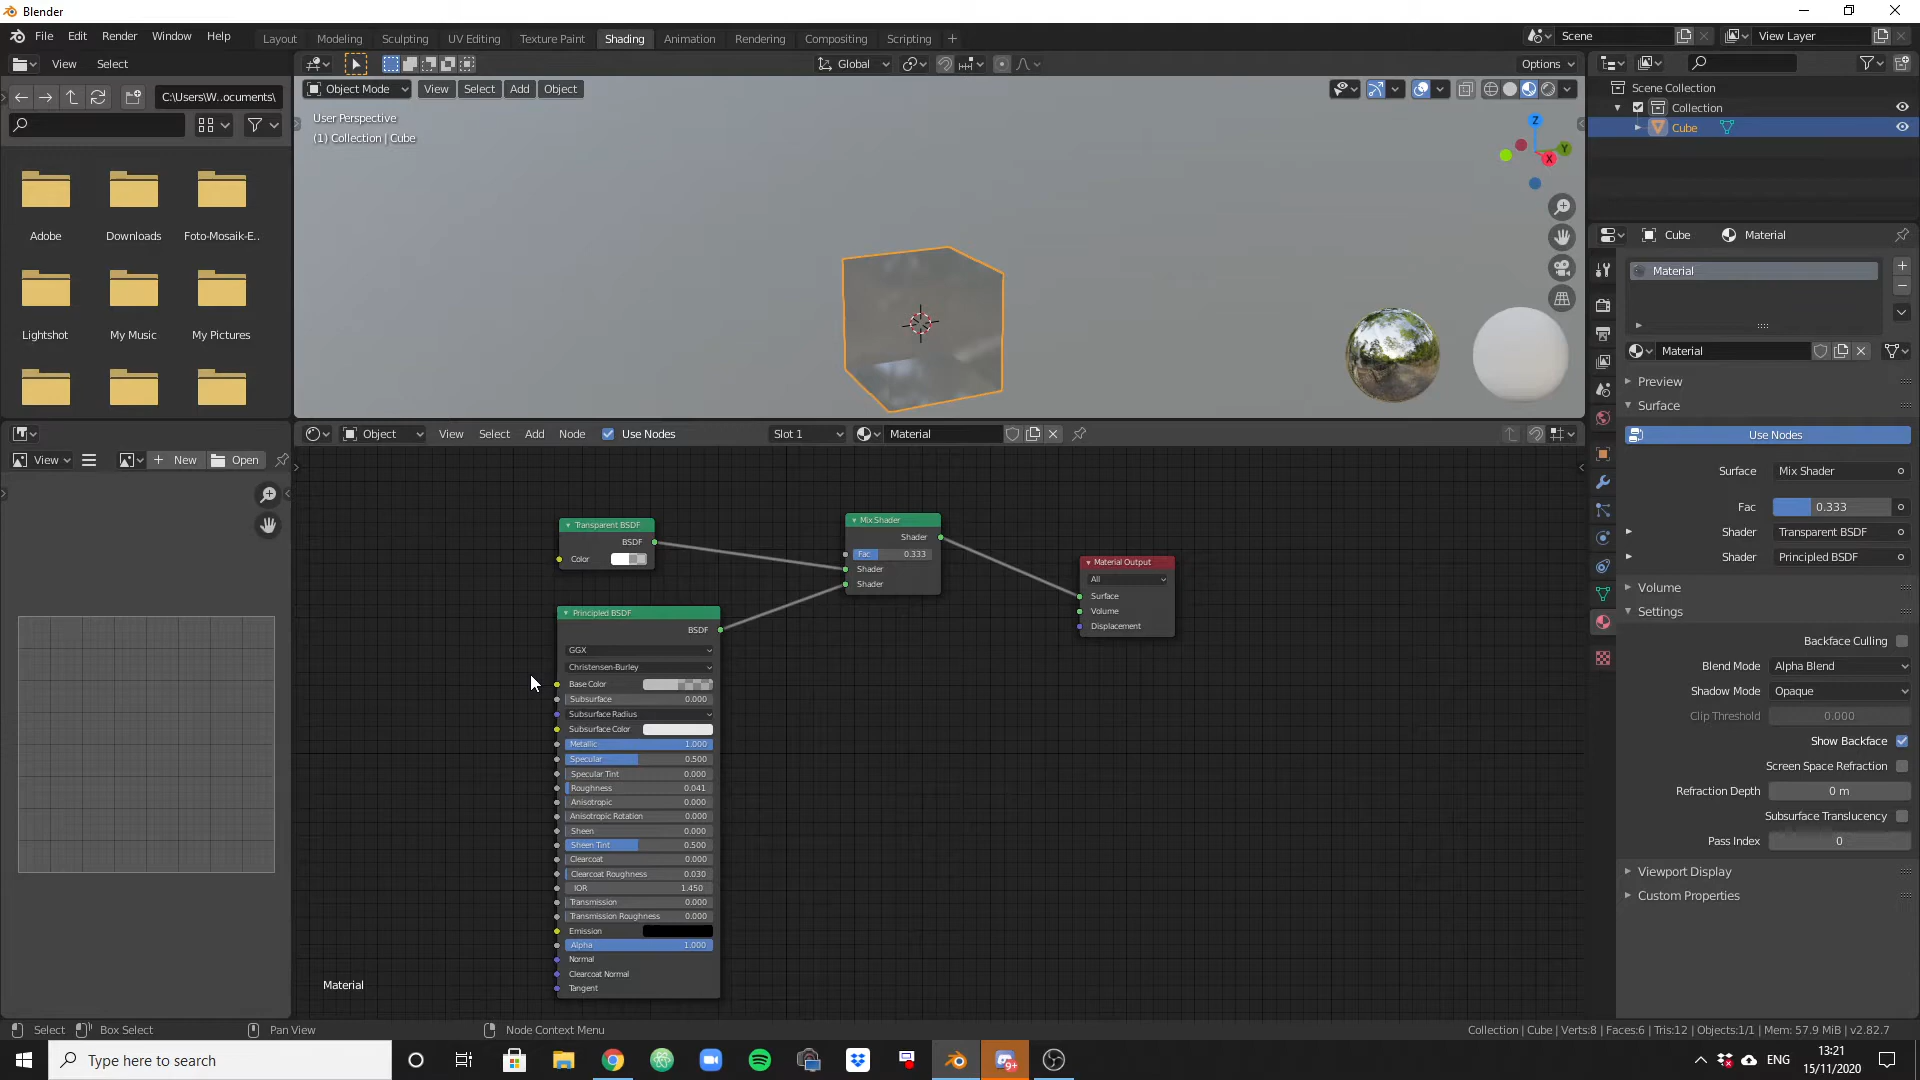 Blender
File Edit Render Window Help
Layout Modeling Sculpting UV Editing Texture Paint Shading Animation Rendering Compositing Scripting
Scene
View Layer
View Select
Global
Options
C:\Users\W..ocuments\
Object Mode View Select Add Object
User Perspective
(1) Collection | Cube
Z
Y
X
Adobe Downloads Foto-Mosaik-E..
Lightshot My Music My Pictures
Scene Collection
Collection
Cube
Cube Material
Material
Material
Preview
Surface
Use Nodes
Surface Mix Shader
Fac 0.333
Shader Transparent BSDF
Shader Principled BSDF
Volume
Settings
Backface Culling
Blend Mode Alpha Blend
Shadow Mode Opaque
Clip Threshold 0.000
Show Backface
Screen Space Refraction
Refraction Depth 0 m
Subsurface Translucency
Pass Index 0
Viewport Display
Custom Properties
Object View Select Add Node Use Nodes Slot 1 Material
View New Open
Transparent BSDF
BSDF
Color
Mix Shader
Shader
Fac 0.333
Shader
Shader
Material Output
All
Surface
Volume
Displacement
Principled BSDF
BSDF
GGX
Christensen-Burley
Base Color
Subsurface 0.000
Subsurface Radius
Subsurface Color
Metallic 1.000
Specular 0.500
Specular Tint 0.000
Roughness 0.041
Anisotropic 0.000
Anisotropic Rotation 0.000
Sheen 0.000
Sheen Tint 0.500
Clearcoat 0.000
Clearcoat Roughness 0.030
IOR 1.450
Transmission 0.000
Transmission Roughness 0.000
Emission
Alpha 1.000
Normal
Clearcoat Normal
Tangent
Material
Select Box Select Pan View Node Context Menu
Collection | Cube | Verts:8 | Faces:6 | Tris:12 | Objects:1/1 | Mem: 57.9 MiB | v2.82.7
Type here to search
9+
ENG
13:21
15/11/2020